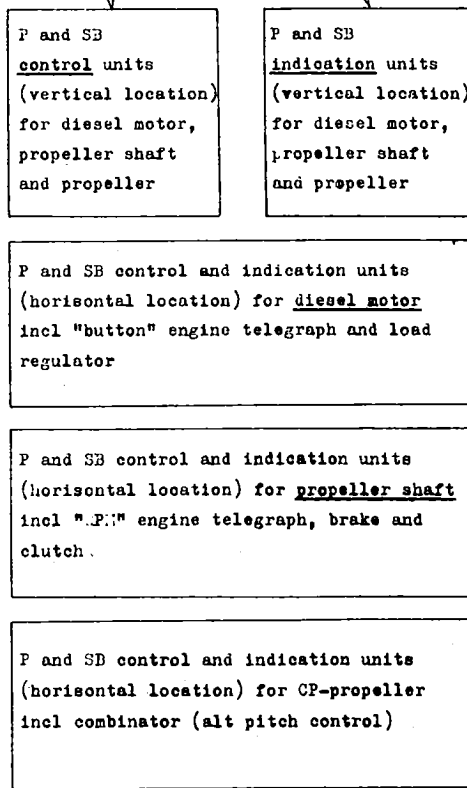 P and SB
control units
(vertical location)
for diesel motor,
propeller shaft
and propeller
P and SB
indication units
(vertical location)
for diesel motor,
propeller shaft
and propeller
P and SB control and indication units
(horisontal location) for diesel motor
incl "button" engine telegraph and load
regulator
P and SB control and indication units
(horisontal location) for propeller shaft
incl engine telegraph, brake and
clutch.
P and SB control and indication units
(horisontal location) for CP-propeller
incl combinator (alt pitch control)